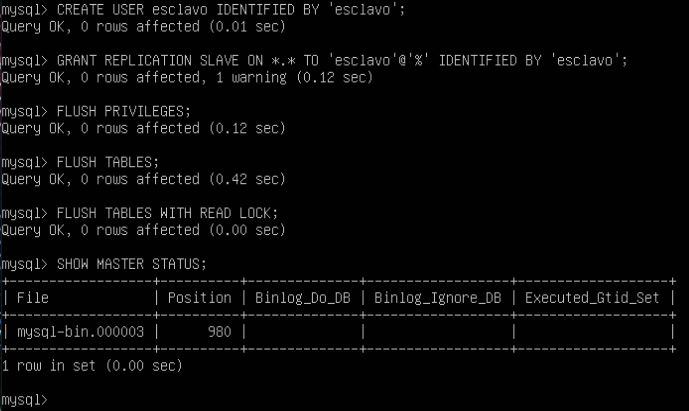 mysql> CREATE USER esclavo IDENTIFIED BY 'esclavo';
Query OK, 0 rows affected (0.01 sec)
mysql> GRANT REPLICATION SLAVE ON *.* TO 'esclavo'@'%' IDENTIFIED BY 'esclavo';
Query OK, 0 rows affected, 1 warning (0.12 sec)
mysql> FLUSH PRIVILEGES;
Query OK, 0 rows affected (0.12 sec)
mysql> FLUSH TABLES;
Query OK, 0 rows affected (0.42 sec)
mysql> FLUSH TABLES WITH READ LOCK;
Query OK, 0 rows affected (0.00 sec)
mysql> SHOW MASTER STATUS;
+------------------+----------+--------------+------------------+-------------------+
| File             | Position | Binlog_Do_DB | Binlog_Ignore_DB | Executed_Gtid_Set |
+------------------+----------+--------------+------------------+-------------------+
| mysql-bin.000003 |      980 |              |                  |                   |
+------------------+----------+--------------+------------------+-------------------+
1 row in set (0.00 sec)
mysql>